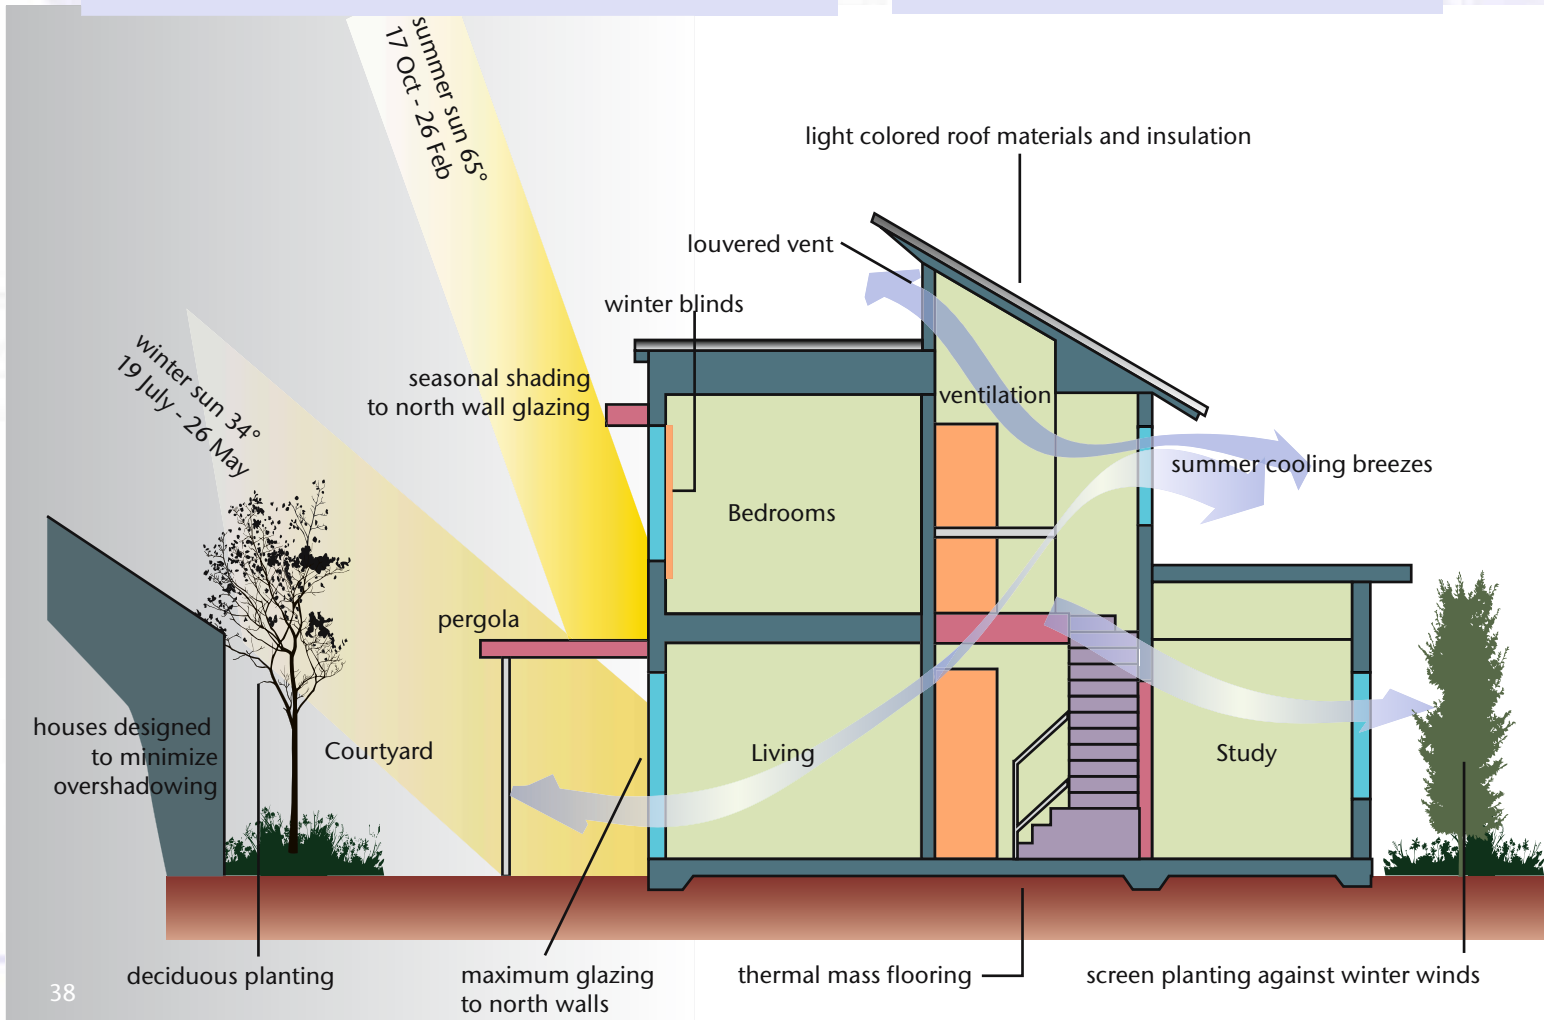 summer sun 65°
17 Oct - 26 Feb
light colored roof materials and insulation
louvered vent
winter blinds
winter sun 34°
19 July - 26 May
seasonal shading
to north wall glazing
ventilation
summer cooling breezes
Bedrooms
pergola
houses designed
to minimize
overshadowing
Courtyard
Living
Study
deciduous planting
maximum glazing
to north walls
thermal mass flooring
screen planting against winter winds
38